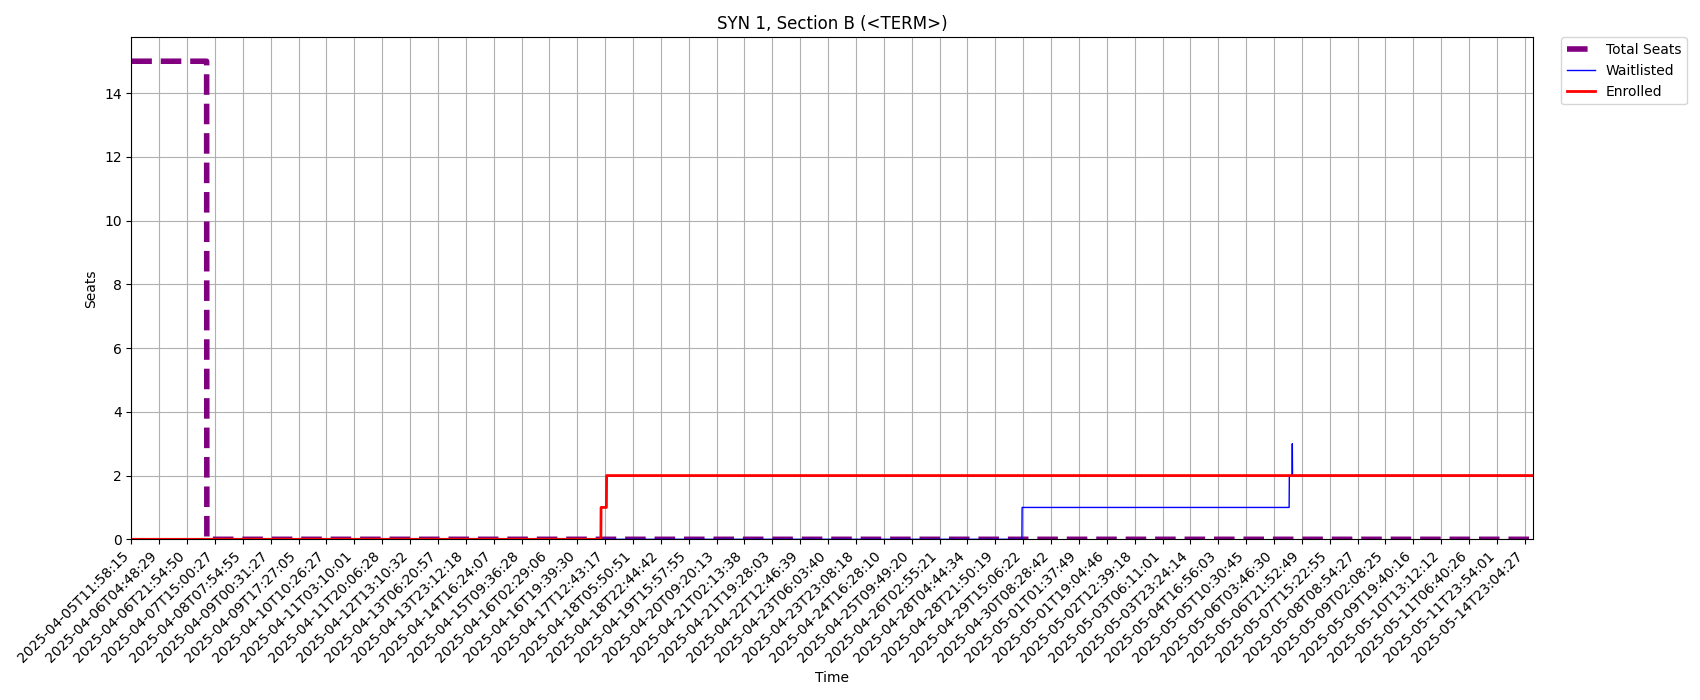 SYN 1, Section B (<TERM>)
Total Seats
Waitlisted
Enrolled
Seats
14
12
10
8
6
4
2
0
2025-04-05T11:58:15
2025-04-06T04:48:29
2025-04-06T21:54:50
2025-04-07T15:00:27
2025-04-08T07:54:55
2025-04-09T00:31:27
2025-04-09T17:27:05
2025-04-10T10:26:27
2025-04-11T03:10:01
2025-04-11T20:06:28
2025-04-12T13:10:32
2025-04-13T06:20:57
2025-04-13T23:12:18
2025-04-14T16:24:07
2025-04-15T09:36:28
2025-04-16T02:29:06
2025-04-16T19:39:30
2025-04-17T12:43:17
2025-04-18T05:50:51
2025-04-18T22:44:42
2025-04-19T15:57:55
2025-04-20T09:20:13
2025-04-21T02:13:38
2025-04-21T19:28:03
2025-04-22T12:46:39
2025-04-23T06:03:40
2025-04-23T23:08:18
2025-04-24T16:28:10
2025-04-25T09:49:20
2025-04-26T02:55:21
2025-04-28T04:44:34
2025-04-28T21:50:19
2025-04-29T15:06:22
2025-04-30T08:28:42
2025-05-01T01:37:49
2025-05-01T19:04:46
2025-05-02T12:39:18
2025-05-03T06:11:01
2025-05-03T23:24:14
2025-05-04T16:56:03
2025-05-05T10:30:45
2025-05-06T03:46:30
2025-05-06T21:52:49
2025-05-07T15:22:55
2025-05-08T08:54:27
2025-05-09T02:08:25
2025-05-09T19:40:16
2025-05-10T13:12:12
2025-05-11T06:40:26
2025-05-11T23:54:01
2025-05-14T23:04:27
Time